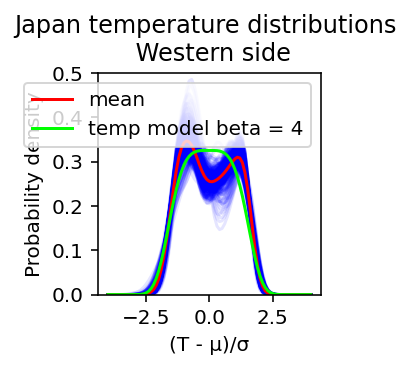 Japan temperature distributions
Western side
0.5
0.4
0.3
0.2
0.1
0.0
Probability density
mean
temp model beta = 4
−2.5 0.0 2.5
(T - μ)/σ